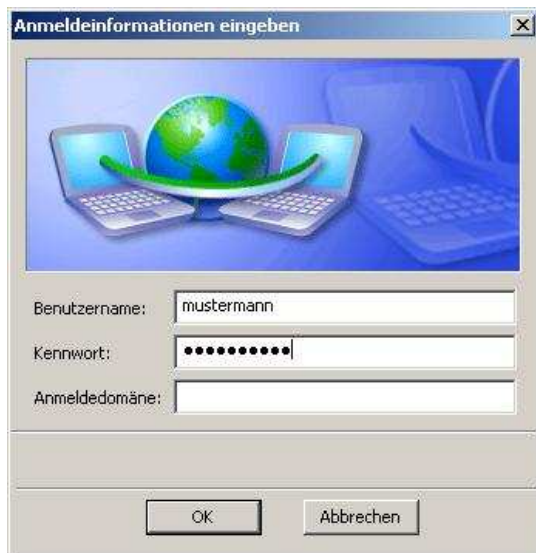 Anmeldeinformationen eingeben
Benutzername: mustermann
Kennwort: ●●●●●●●●●●
Anmeldedomäne:
OK Abbrechen